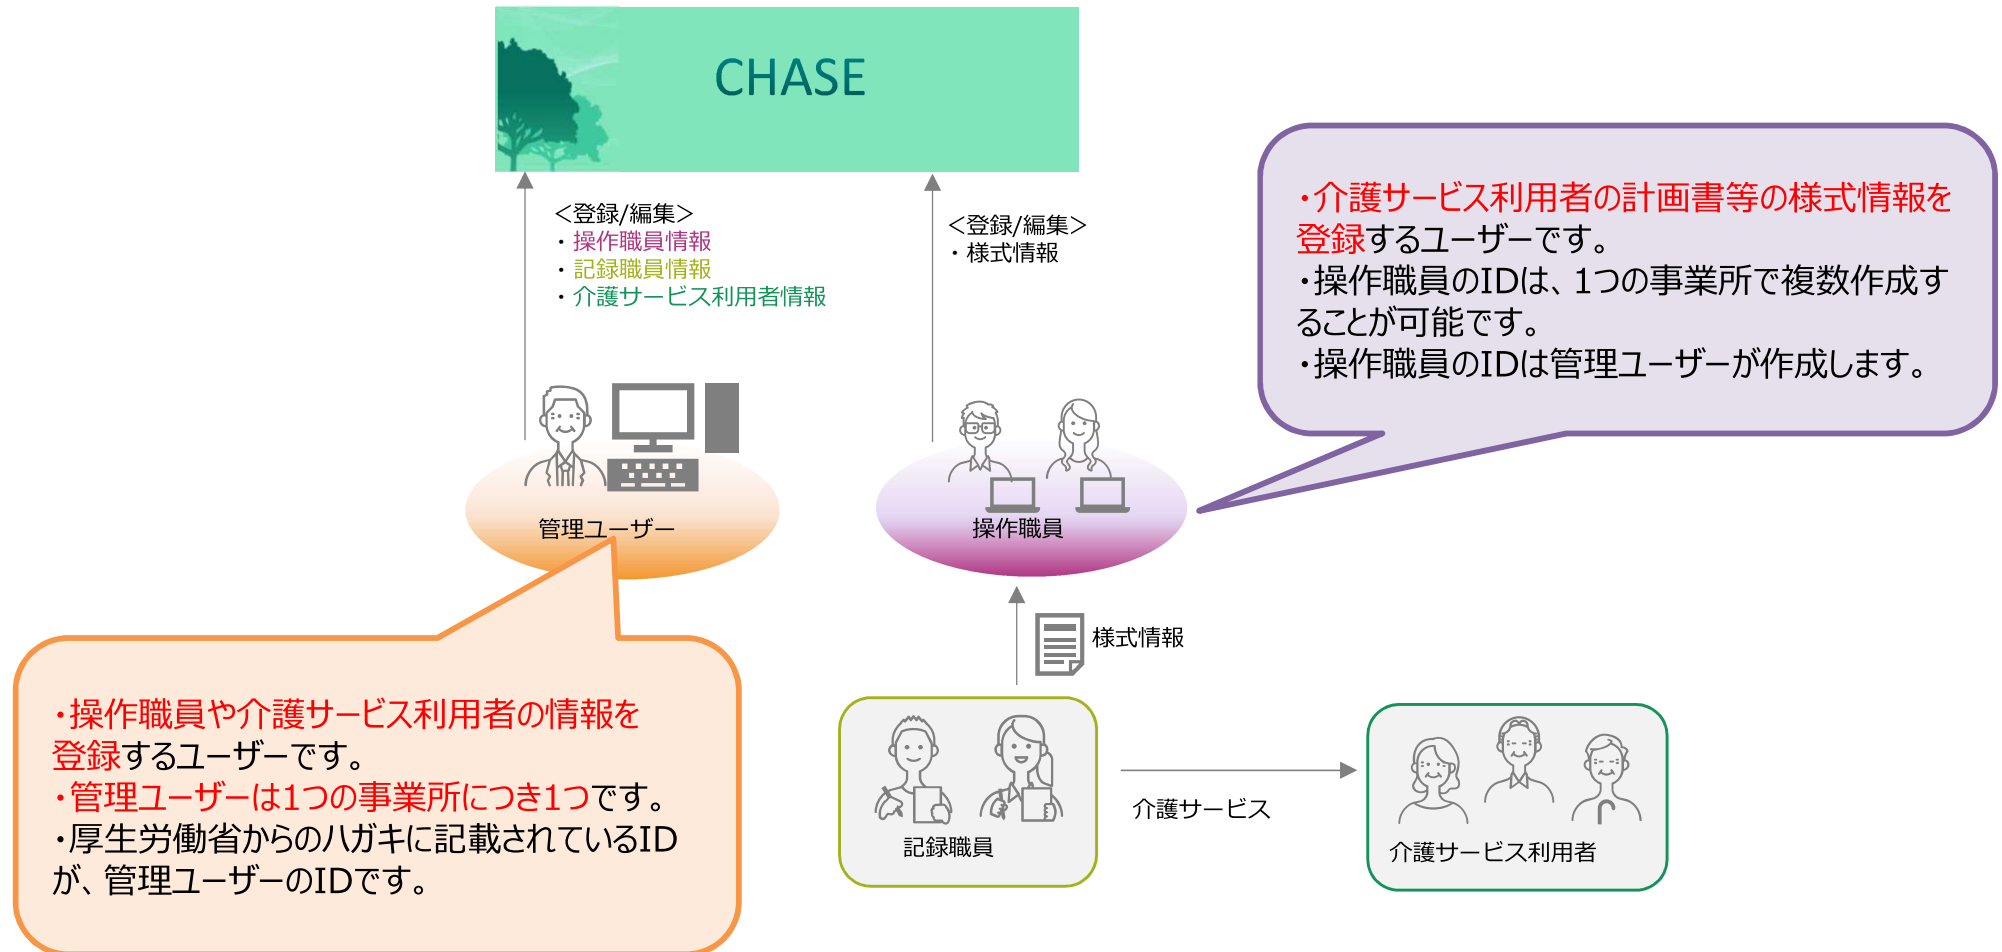 CHASE
＜登録/編集＞
・操作職員情報
・記録職員情報
・介護サービス利用者情報
＜登録/編集＞
・様式情報
・介護サービス利用者の計画書等の様式情報を
登録するユーザーです。
・操作職員のIDは、1つの事業所で複数作成す
ることが可能です。
・操作職員のIDは管理ユーザーが作成します。
管理ユーザー
操作職員
様式情報
・操作職員や介護サービス利用者の情報を
登録するユーザーです。
・管理ユーザーは1つの事業所につき1つです。
・厚生労働省からのハガキに記載されているID
が、管理ユーザーのIDです。
記録職員
介護サービス
介護サービス利用者